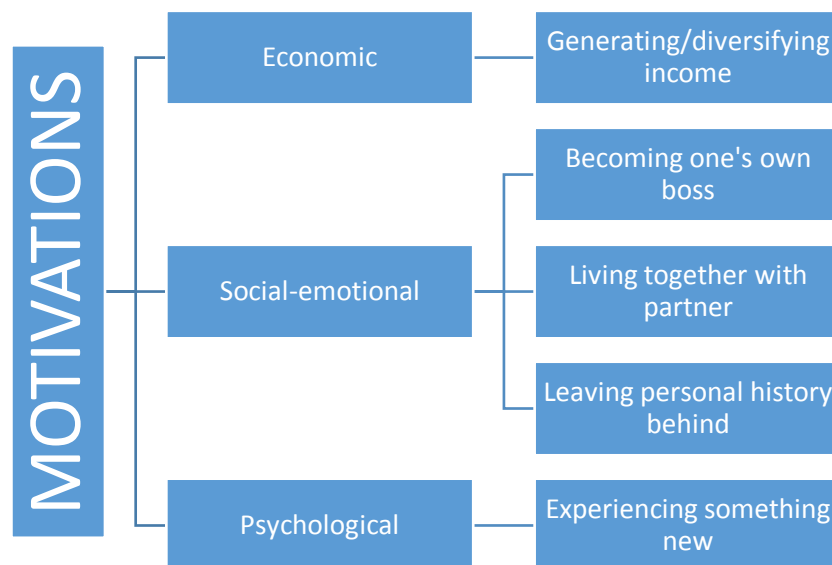 MOTIVATIONS
Economic
Generating/diversifying
income
Social-emotional
Becoming one's own
boss
Living together with
partner
Leaving personal history
behind
Psychological
Experiencing something
new